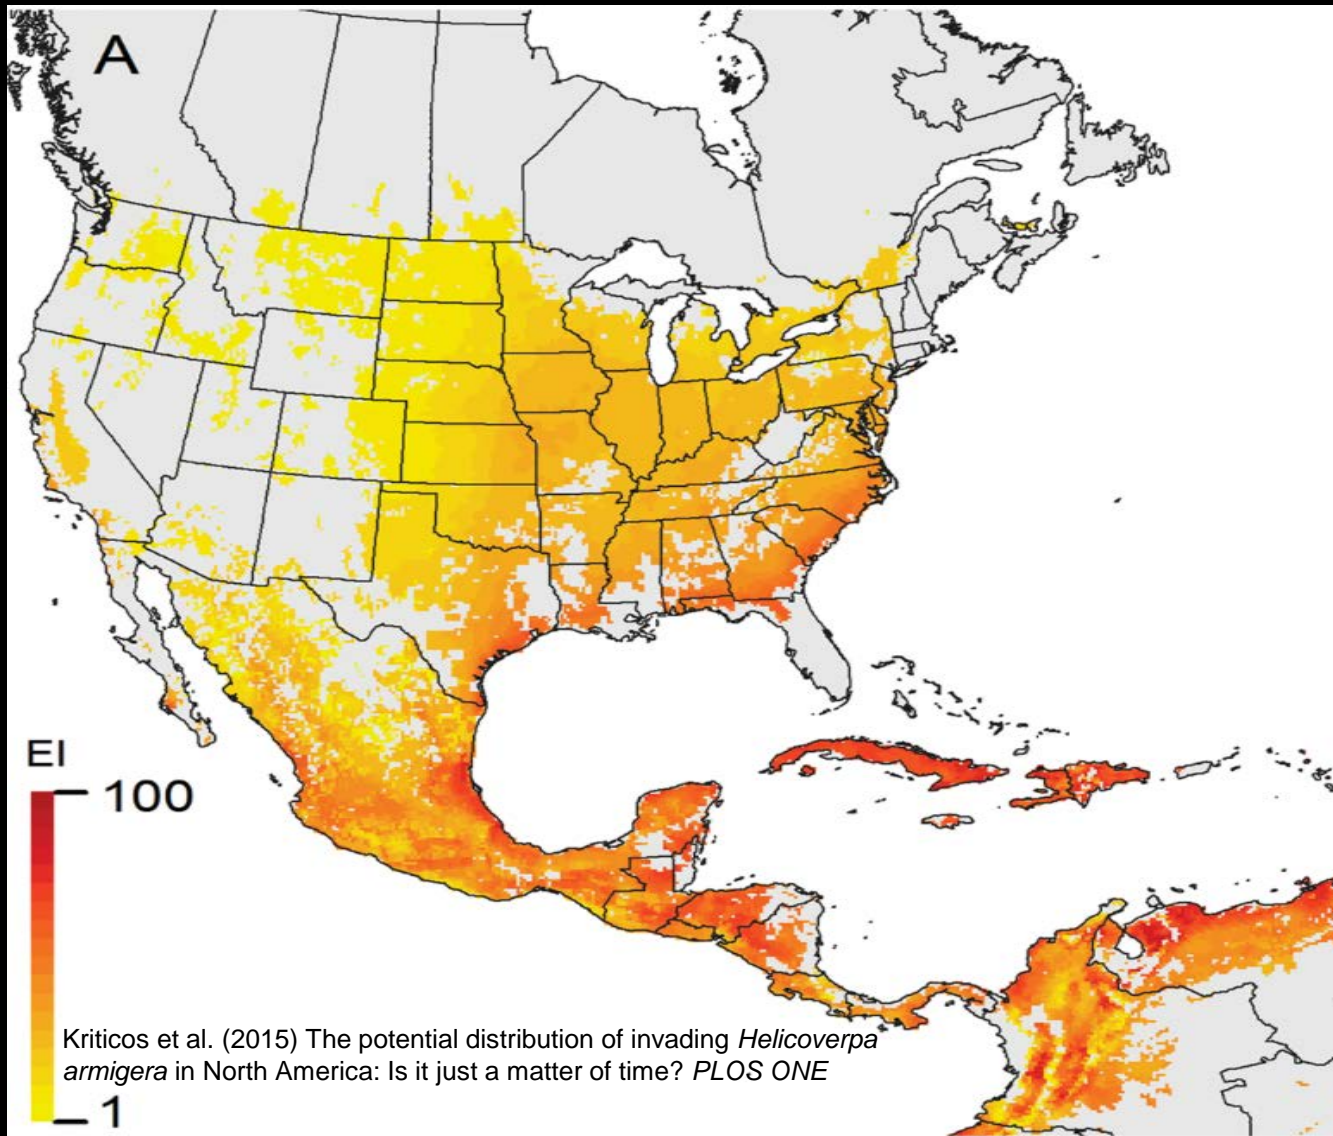 A
EI
100
1
Kriticos et al. (2015) The potential distribution of invading Helicoverpa
armigera in North America: Is it just a matter of time? PLOS ONE